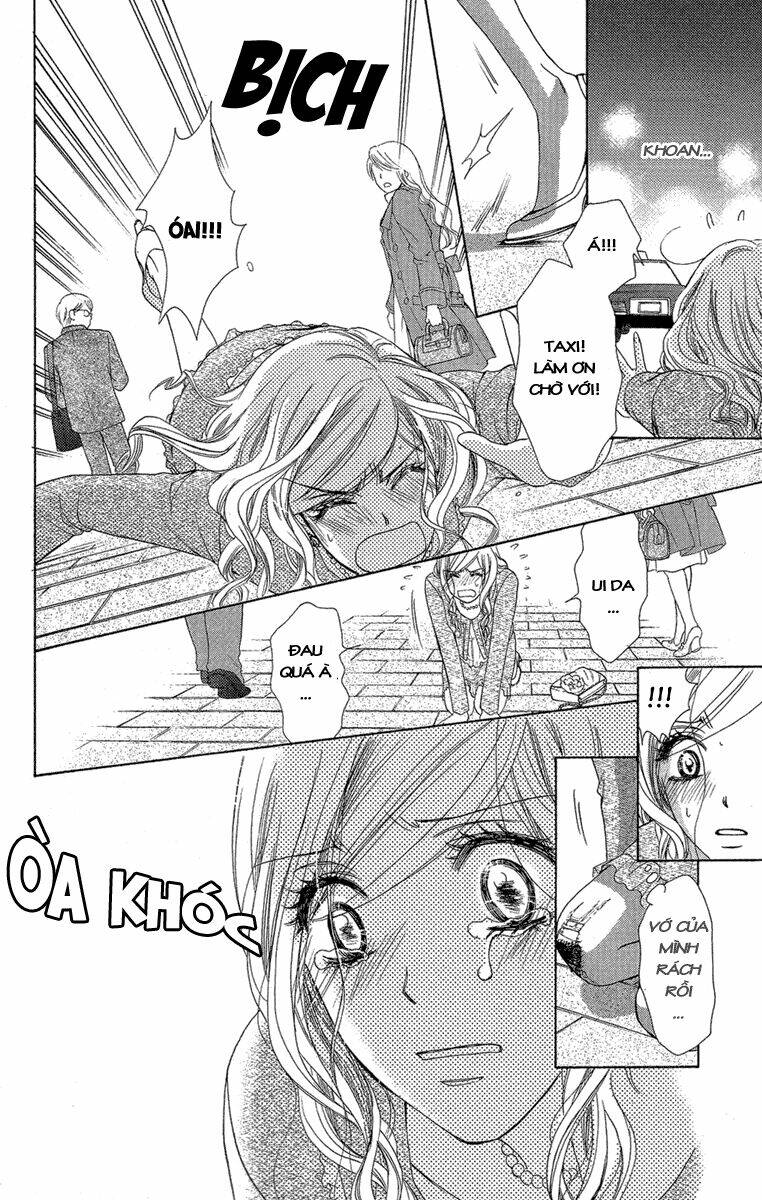 KHOAN...
Á!!!
TAXI!
LÀM ƠN
CHỜ VỚI!
BỊCH
ÓAI!!!
UI DA
...
ĐAU
QUÁ À
...
!!!
VỚ CỦA
MÌNH
RÁCH
RỒI
...
ÒA KHÓC